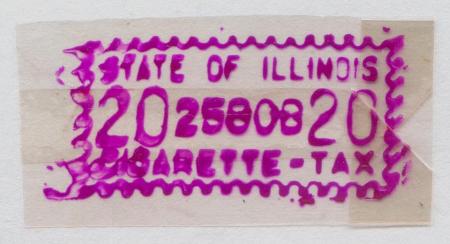 STATE OF ILLINOIS
20 25808 20
CIGARETTE - TAX